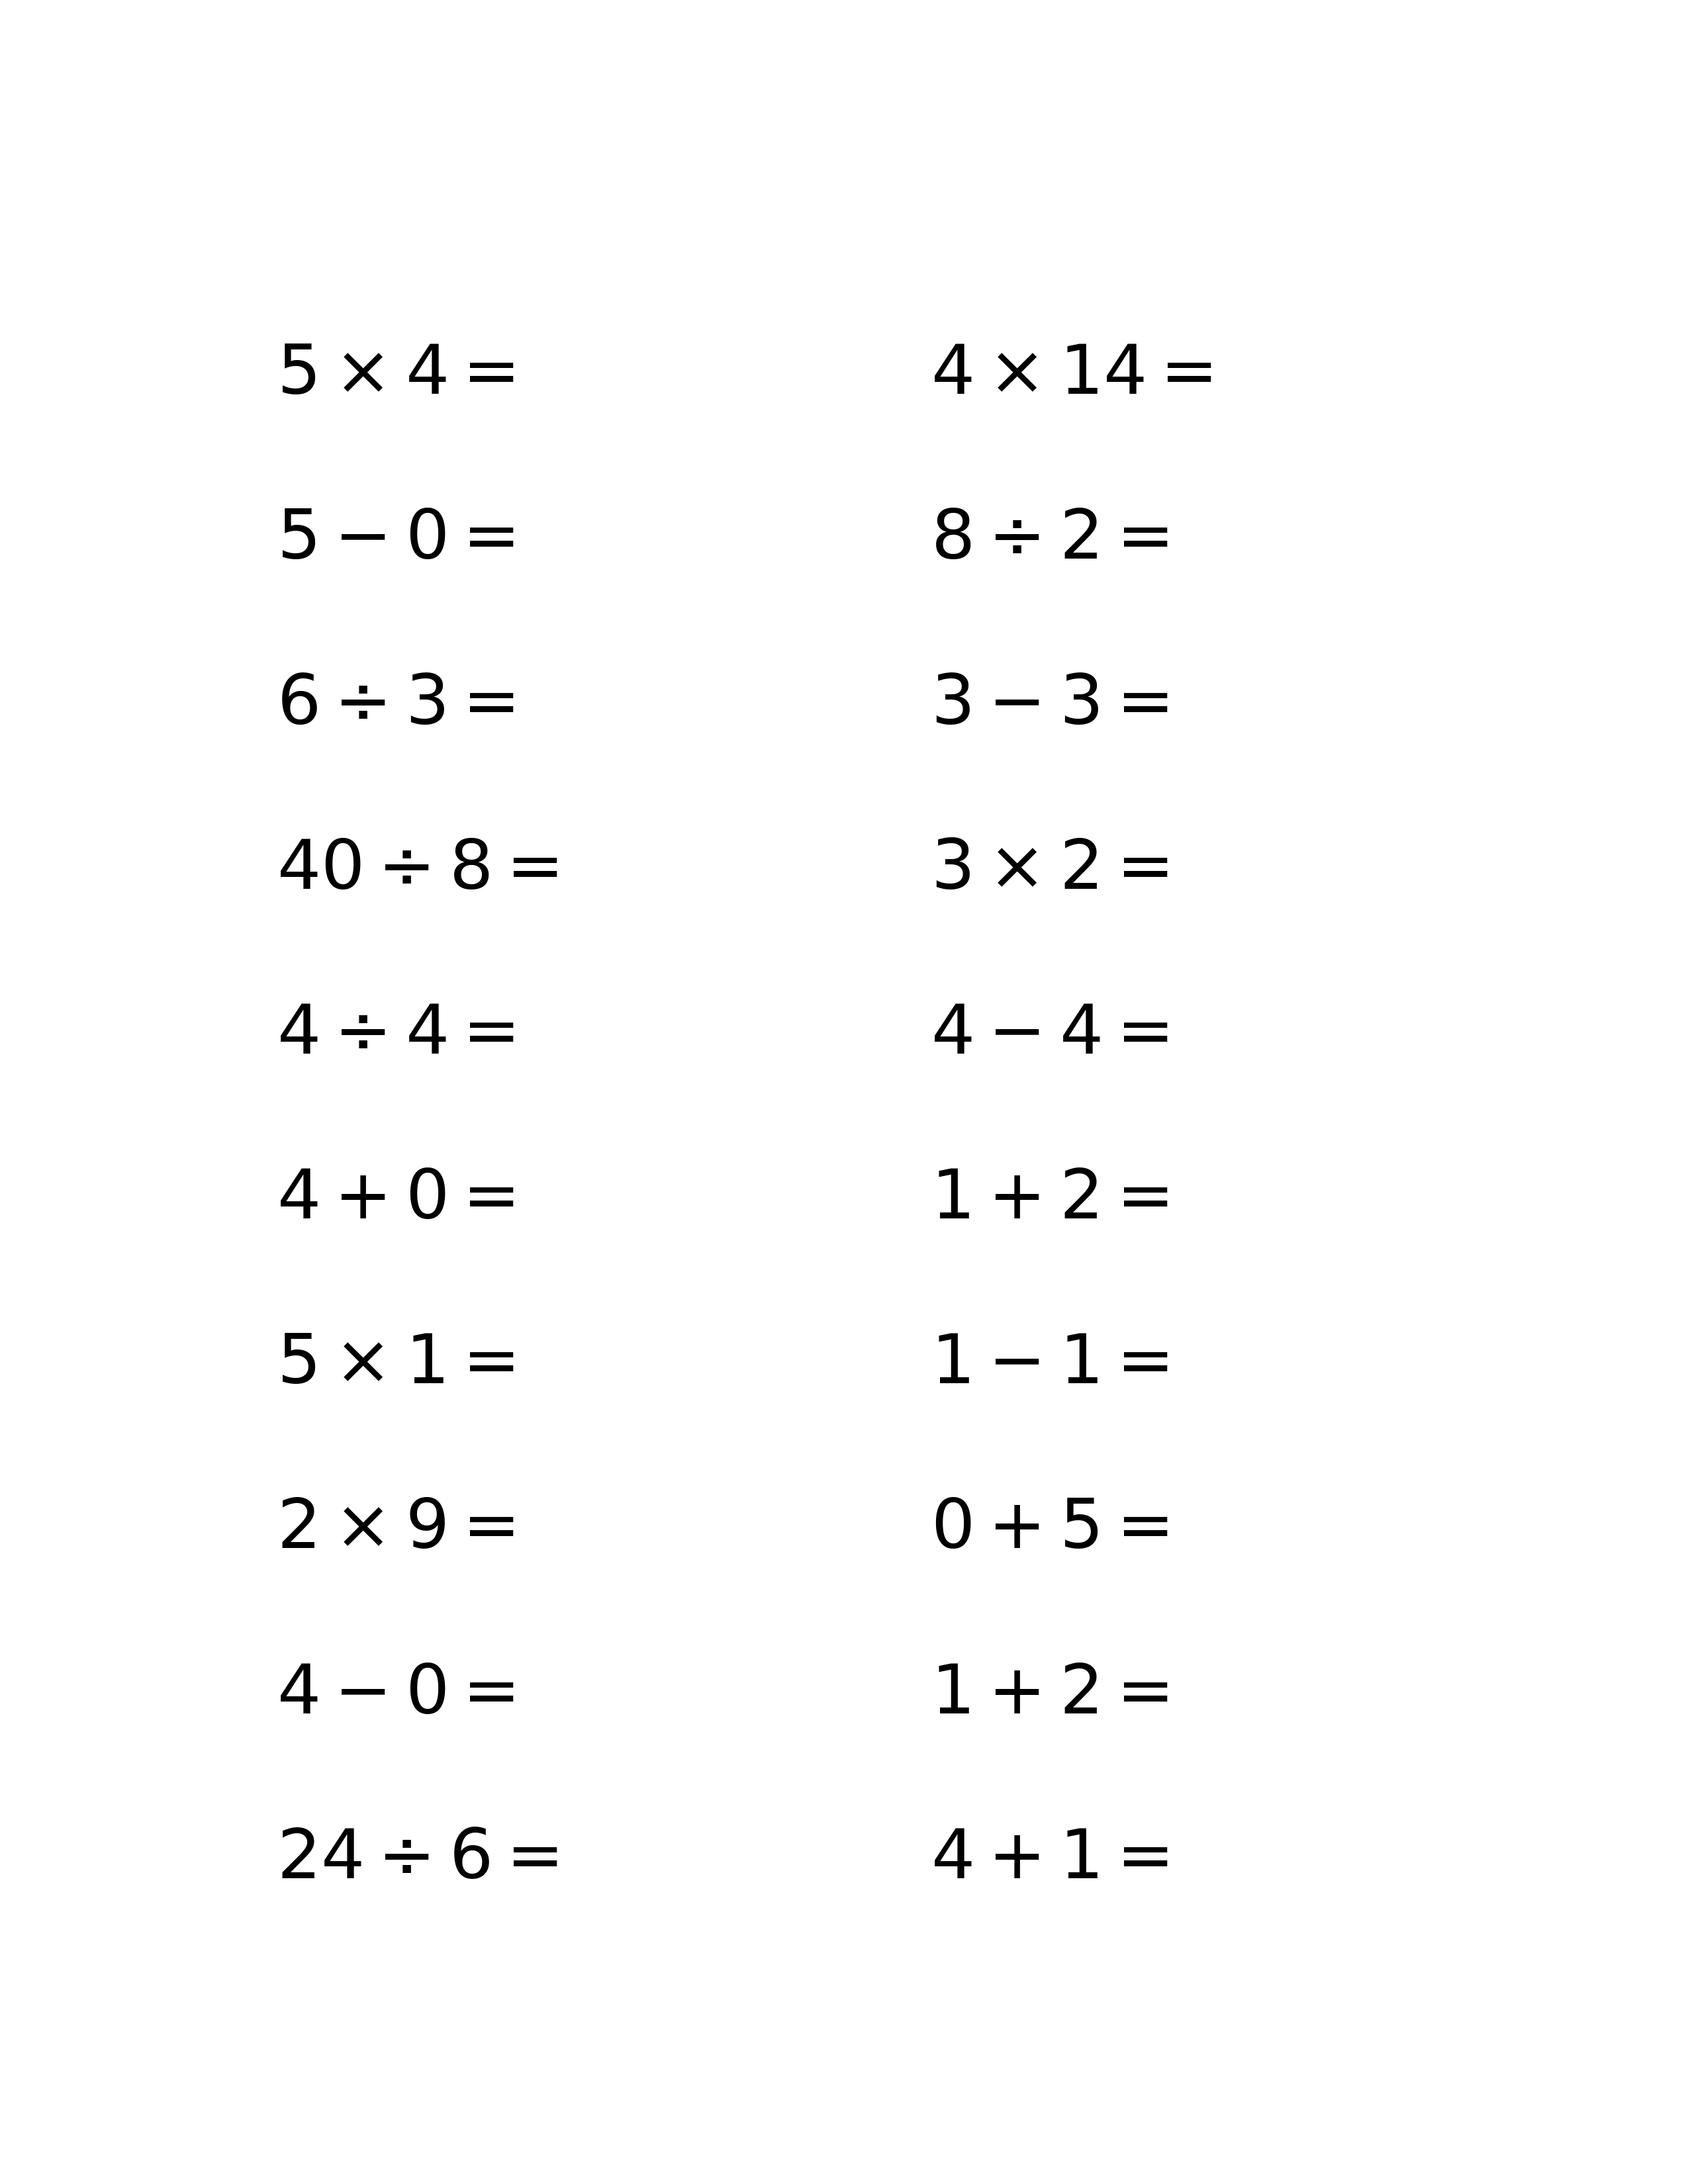 5 × 4 =
4 × 14 =
5 − 0 =
8 ÷ 2 =
6 ÷ 3 =
3 − 3 =
40 ÷ 8 =
3 × 2 =
4 ÷ 4 =
4 − 4 =
4 + 0 =
1 + 2 =
5 × 1 =
1 − 1 =
2 × 9 =
0 + 5 =
4 − 0 =
1 + 2 =
24 ÷ 6 =
4 + 1 =